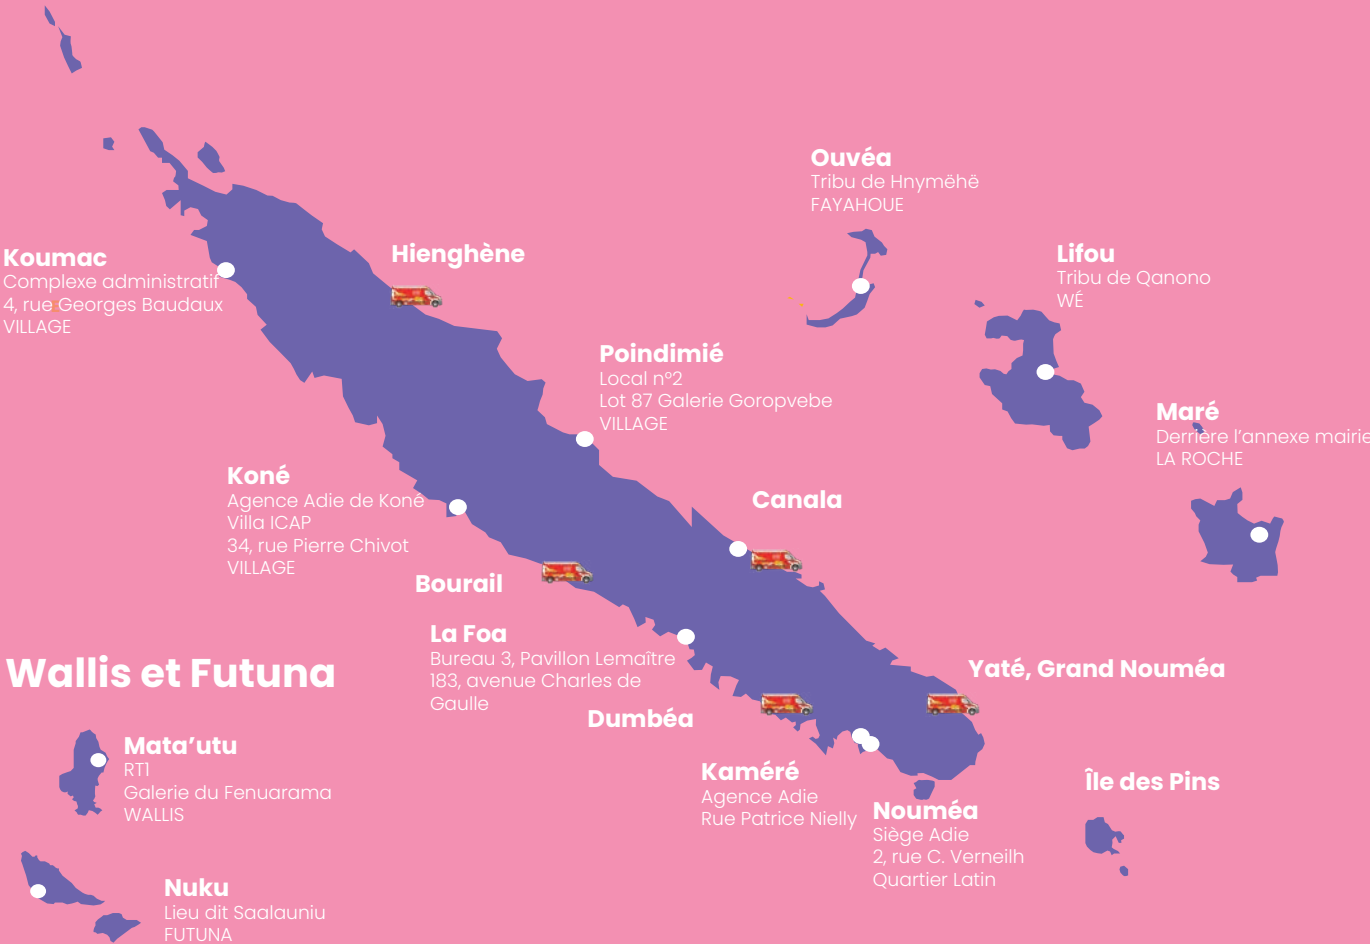 Ouvéa
Tribu de Hnymëhë
FAYAHOUE
Hienghène
Lifou
Tribu de Qanono
WÉ
Koumac
Complexe administratif
4, rue Georges Baudaux
VILLAGE
Poindimié
Local n°2
Lot 87 Galerie Goropvebe
VILLAGE
Maré
Derrière l'annexe mairie
LA ROCHE
Koné
Agence Adie de Koné
Villa ICAP
34, rue Pierre Chivot
VILLAGE
Canala
Bourail
La Foa
Bureau 3, Pavillon Lemaître
183, avenue Charles de
Gaulle
Wallis et Futuna
Yaté, Grand Nouméa
Dumbéa
Mata'utu
RT1
Galerie du Fenuarama
WALLIS
Kaméré
Agence Adie
Rue Patrice Nielly
Île des Pins
Nouméa
Siège Adie
2, rue C. Verneilh
Quartier Latin
Nuku
Lieu dit Saalauniu
FUTUNA